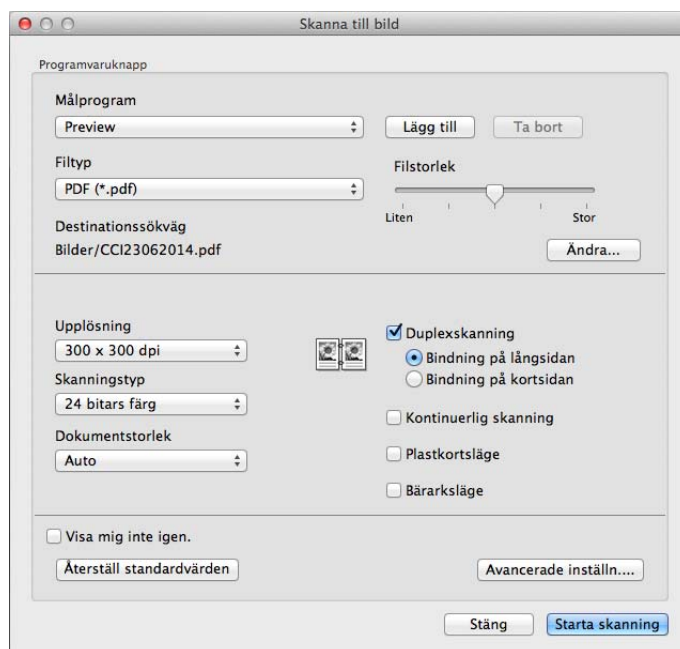 Skanna till bild
Programvaruknapp
Målprogram
Preview
Lägg till
Ta bort
Filtyp
PDF (*.pdf)
Filstorlek
Liten
Stor
Destinationssökväg
Bilder/CCI23062014.pdf
Ändra...
Upplösning
300 x 300 dpi
Skanningstyp
24 bitars färg
Dokumentstorlek
Auto
Duplexskanning
Bindning på långsidan
Bindning på kortsidan
Kontinuerlig skanning
Plastkortsläge
Bärarksläge
Visa mig inte igen.
Återställ standardvärden
Avancerade inställn....
Stäng
Starta skanning